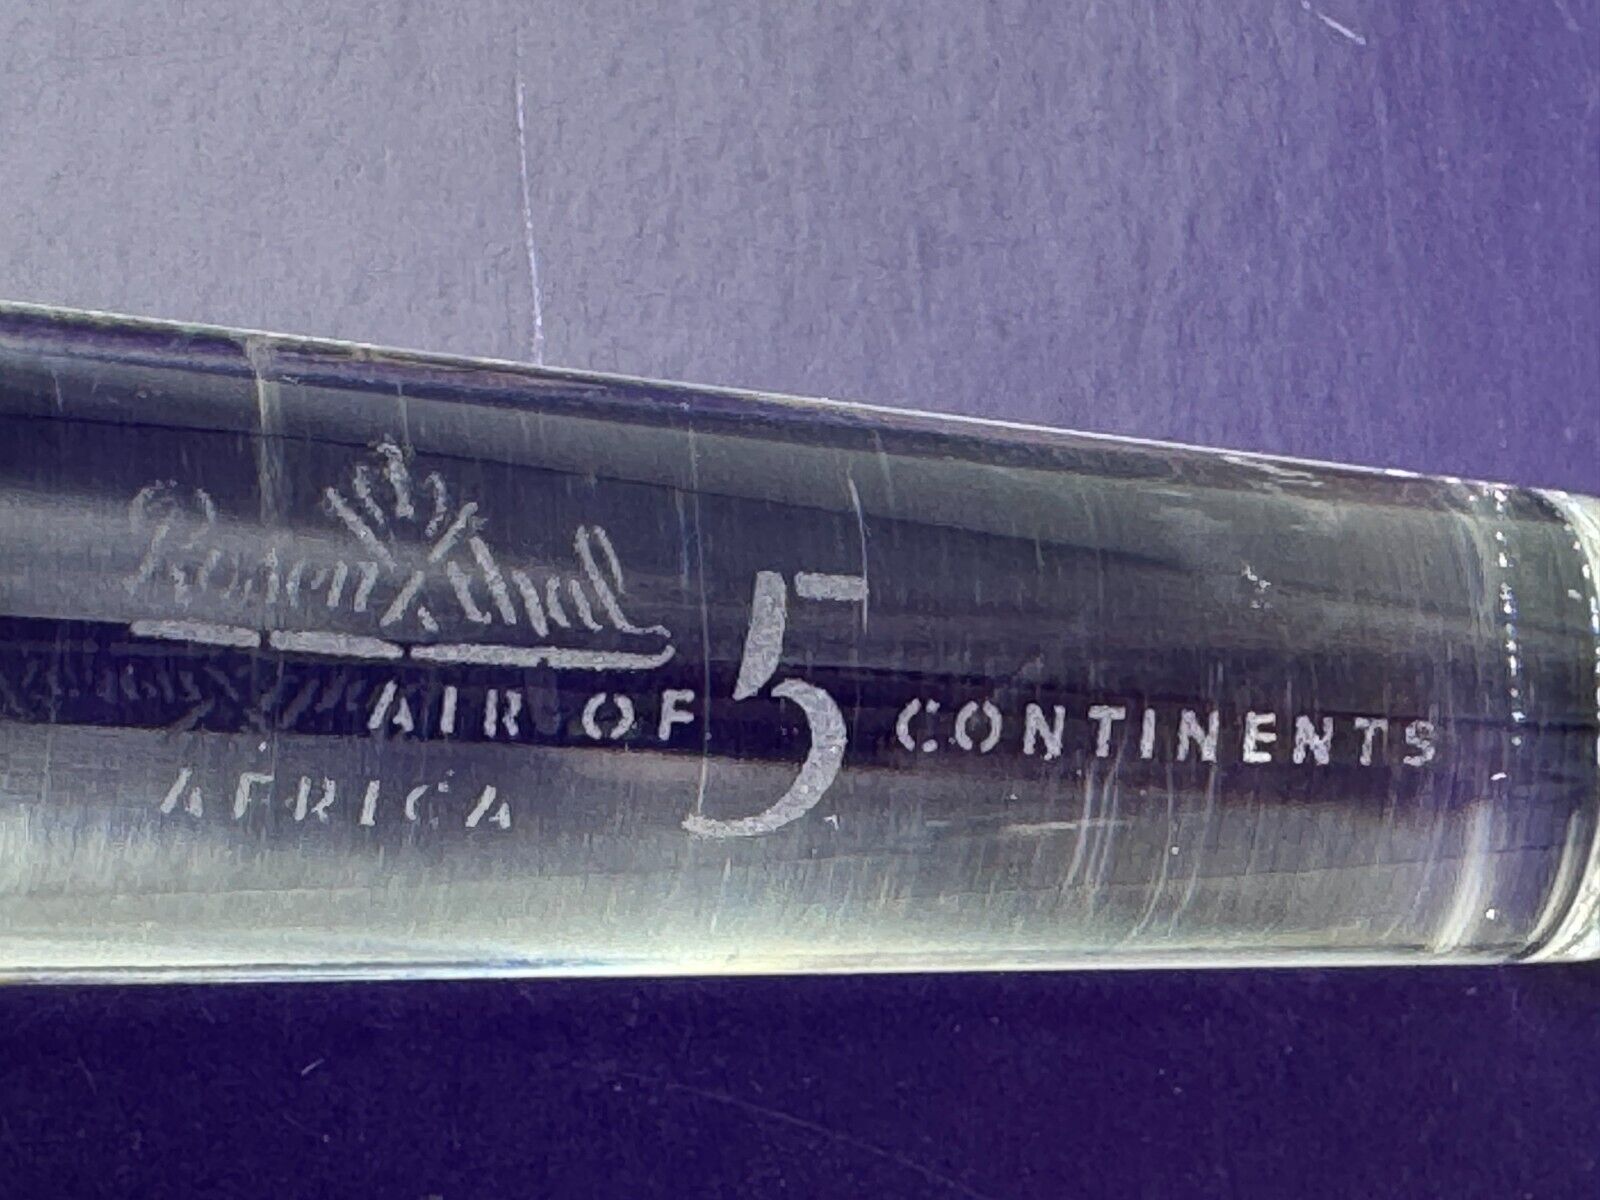 Rosenthal
AIR OF 5 CONTINENTS
AFRICA